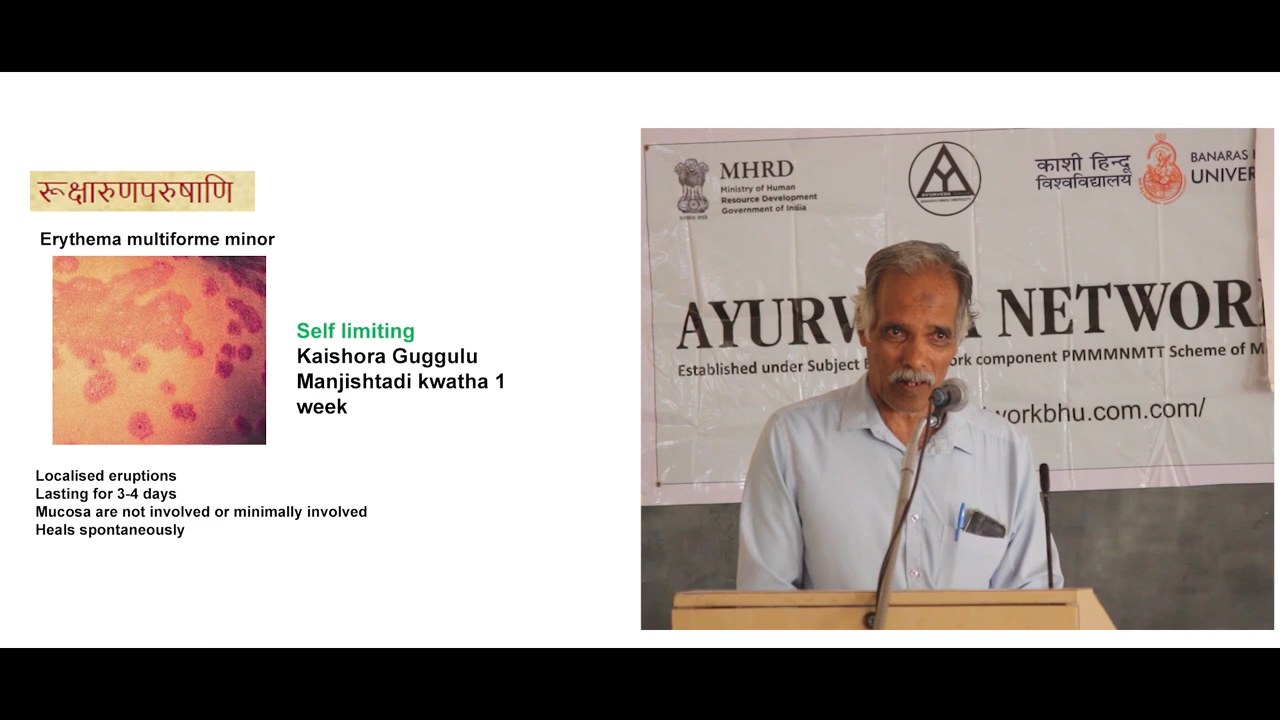 रूक्षारुणपरुषाणि
Erythema multiforme minor
Self limiting
Kaishora Guggulu
Manjishtadi kwatha 1
week
Localised eruptions
Lasting for 3-4 days
Mucosa are not involved or minimally involved
Heals spontaneously
MHRD
Ministry of Human
Resource Development
Government of India
काशी हिन्दू
विश्वविद्यालय
BANARAS
UNIVER
AYURV NETWOR
Established under Subject component PMMMNMTT Scheme of M
workbhu.com.com/